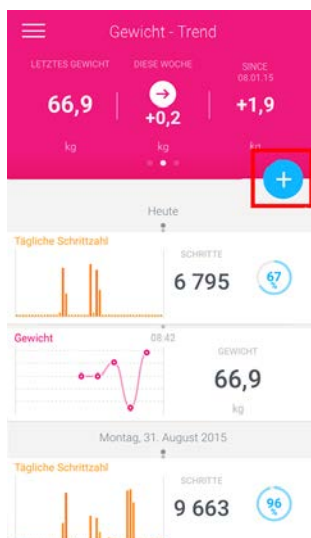 Gewicht - Trend
LETZTES GEWICHT DIESE WOCHE SINCE
08.01.15
66,9 +0,2 +1,9
kg kg kg
+
Heute
Tägliche Schrittzahl
SCHRITTE
6 795 67 %
Gewicht 08:42
GEWICHT
66,9
kg
Montag, 31. August 2015
Tägliche Schrittzahl
SCHRITTE
9 663 96 %